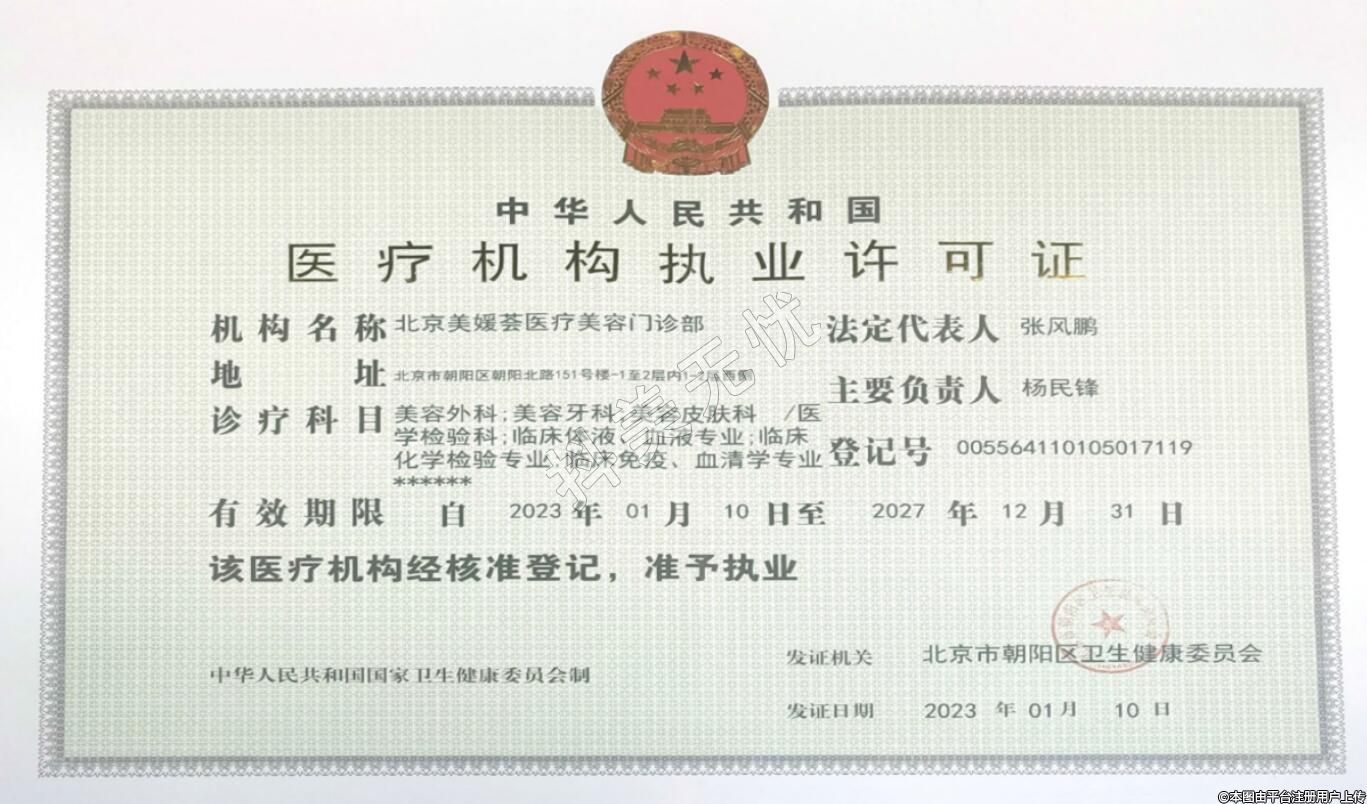 中华人民共和国
医疗机构执业许可证
机构名称 北京美媛荟医疗美容门诊部 法定代表人 张风鹏
地址 北京市朝阳区朝阳北路151号楼-1至2层内1-2层西侧
主要负责人 杨民锋
诊疗科目 美容外科;美容牙科;美容皮肤科 /医
学检验科;临床体液、血液专业;临床
化学检验专业;临床免疫、血清学专业
******
登记号 005564110105017119
有效期限 自 2023 年 01 月 10 日至 2027 年 12 月 31 日
该医疗机构经核准登记，准予执业
发证机关 北京市朝阳区卫生健康委员会
中华人民共和国国家卫生健康委员会制
发证日期 2023 年 01 月 10 日
抖美无忧
©本图由平台注册用户上传